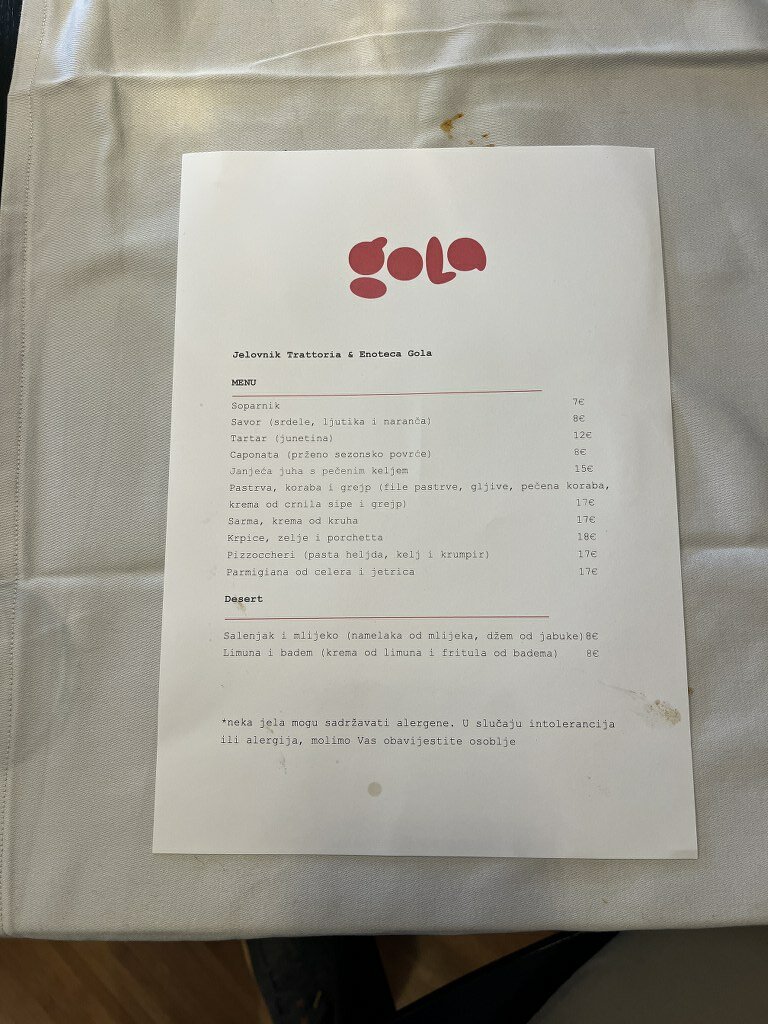 gola
Jelovnik Trattoria & Enoteca Gola
MENU
Soparnik 7€
Savor (srdele, ljutika i naranča) 8€
Tartar (junetina) 12€
Caponata (prženo sezonsko povrće) 8€
Janjeća juha s pečenim keljem 15€
Pastrva, koraba i grejp (file pastrve, gljive, pečena koraba,
krema od crnila sipe i grejp) 17€
Sarma, krema od kruha 17€
Krpice, zelje i porchetta 18€
Pizzoccheri (pasta heljda, kelj i krumpir) 17€
Parmigiana od celera i jetrica 17€
Desert
Salenjak i mlijeko (namelaka od mlijeka, džem od jabuke)8€
Limuna i badem (krema od limuna i fritula od badema) 8€
*neka jela mogu sadržavati alergene. U slučaju intolerancija
ili alergija, molimo Vas obavijestite osoblje